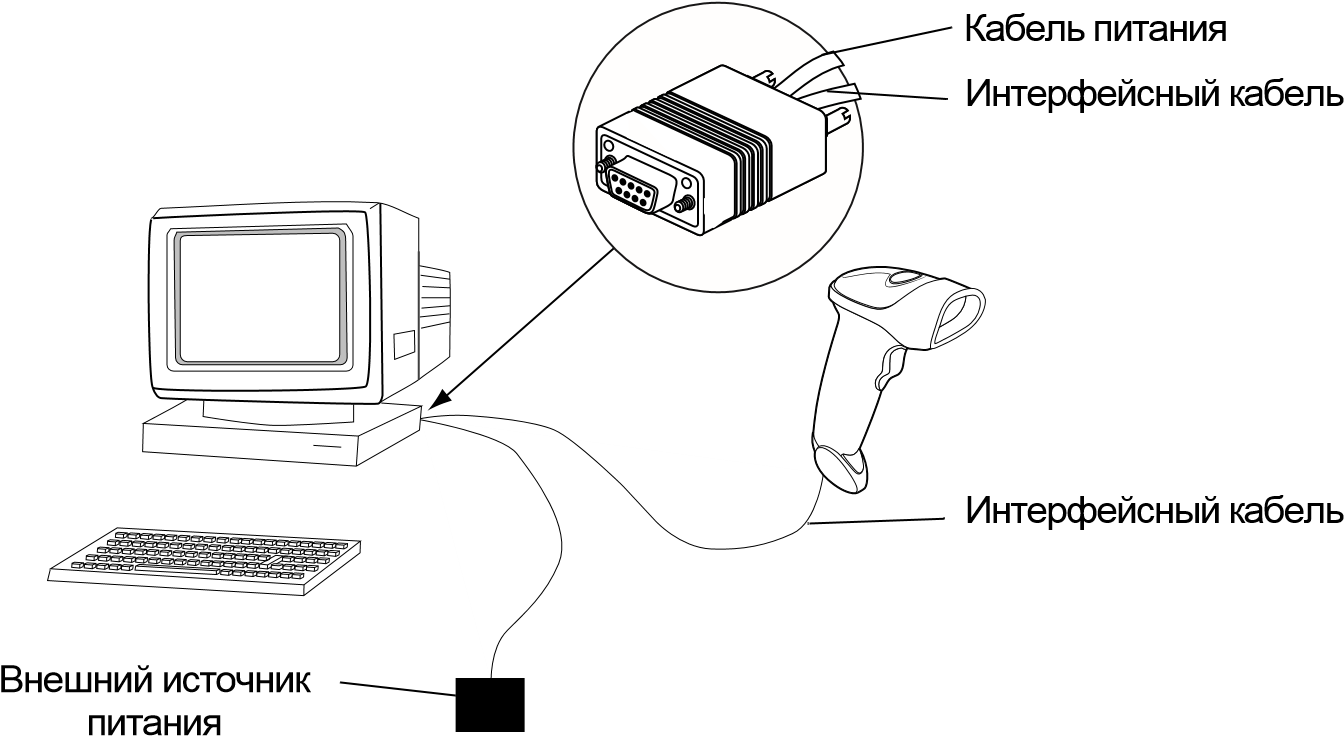 Кабель питания
Интерфейсный кабель
Интерфейсный кабель
Внешний источник
питания